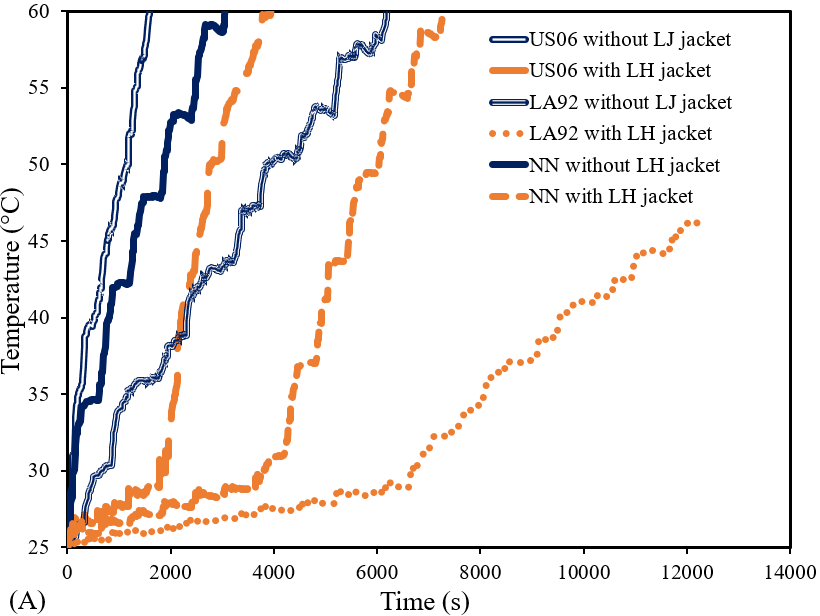 60
55
50
45
40
35
30
25
Temperature (°C)
US06 without LJ jacket
US06 with LH jacket
LA92 without LJ jacket
LA92 with LH jacket
NN without LH jacket
NN with LH jacket
0 2000 4000 6000 8000 10000 12000 14000
(A) Time (s)